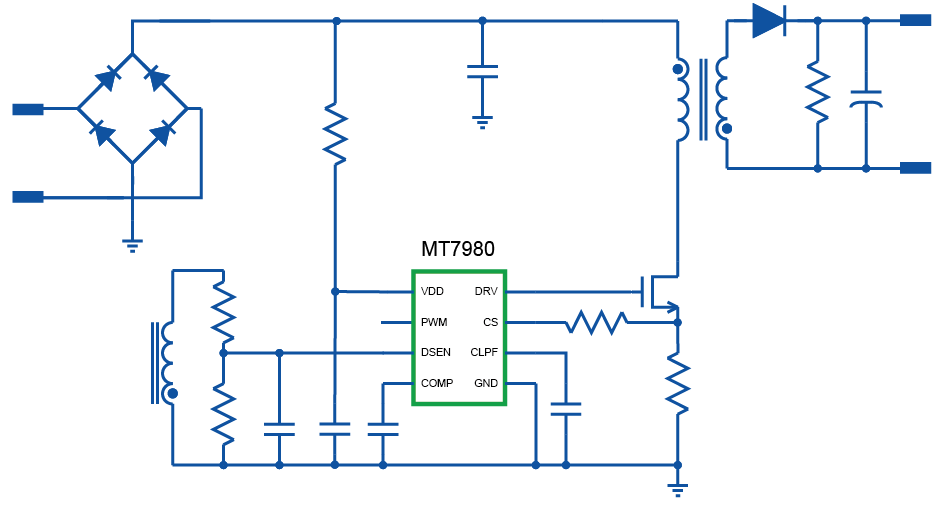 MT7980
VDD DRV
PWM CS
DSEN CLPF
COMP GND